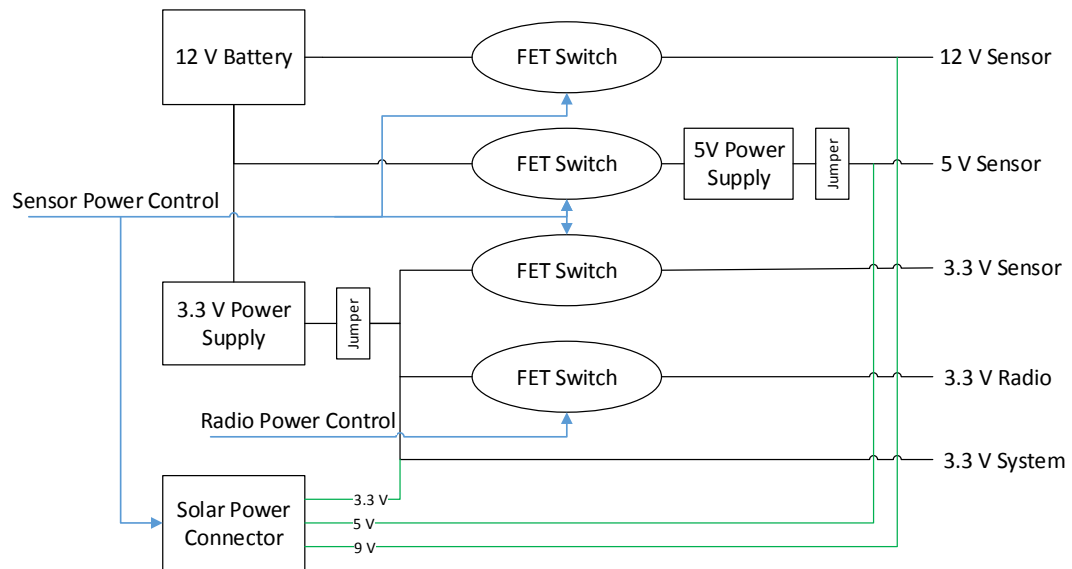 12 V Battery
FET Switch
12 V Sensor
FET Switch
5V Power
Supply
Jumper
5 V Sensor
Sensor Power Control
FET Switch
3.3 V Sensor
3.3 V Power
Supply
Jumper
FET Switch
3.3 V Radio
Radio Power Control
3.3 V System
Solar Power
Connector
3.3 V
5 V
9 V